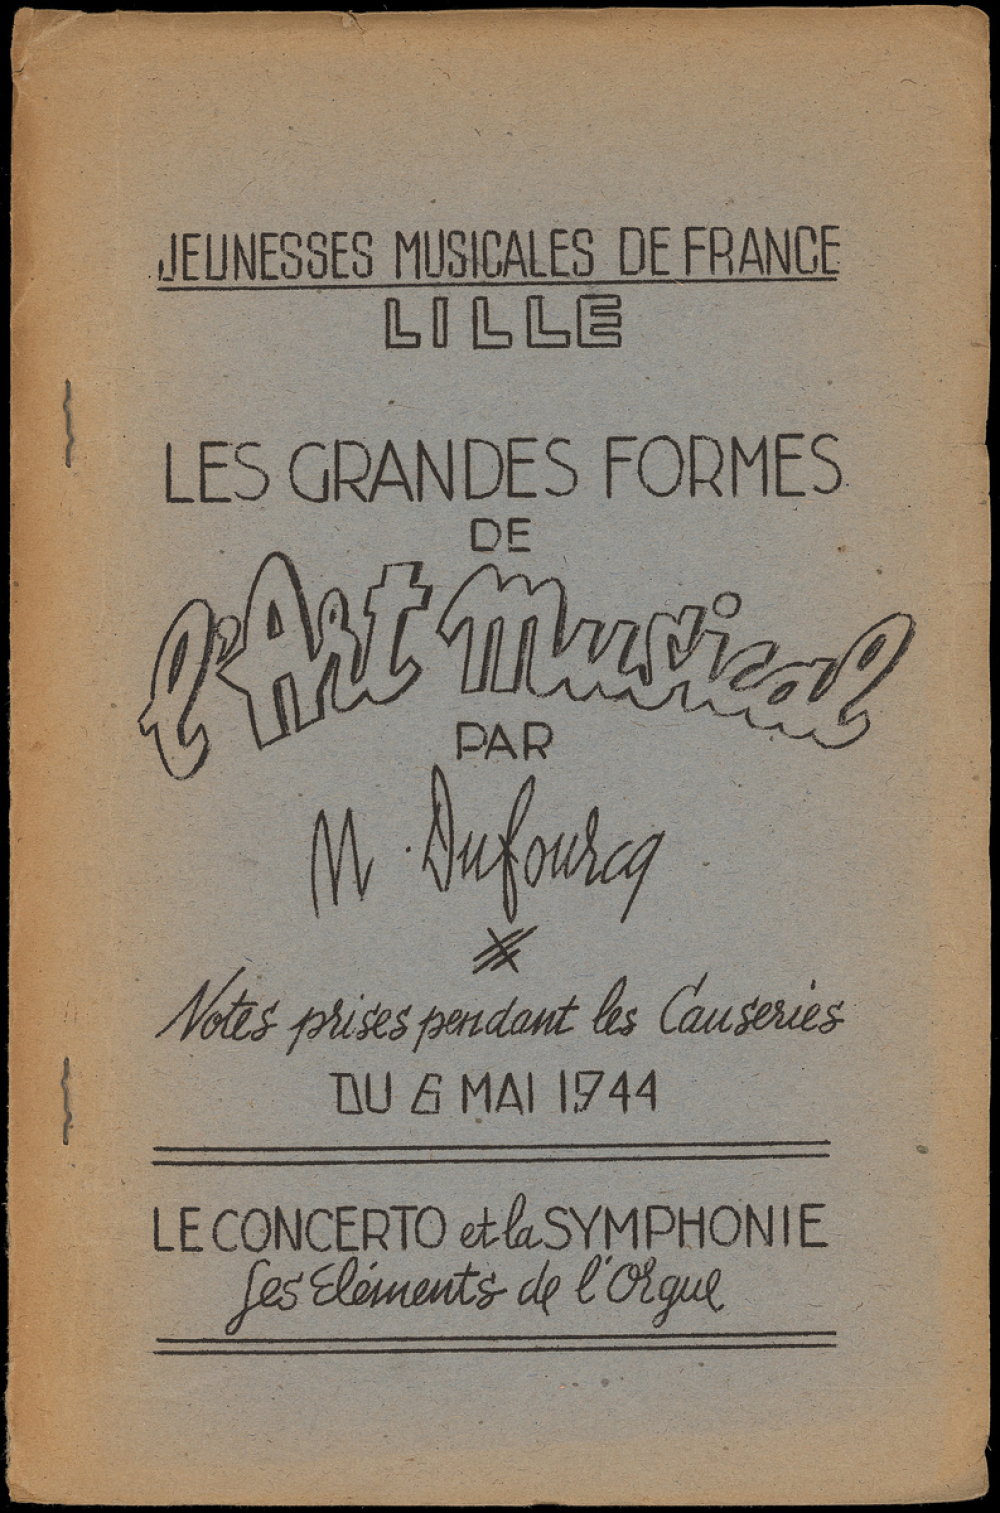 JEUNESSES MUSICALES DE FRANCE
LILLE
LES GRANDES FORMES
DE
l'Art Musical
PAR
M. Dufourcq
Notes prises pendant les Causeries
DU 6 MAI 1944
LE CONCERTO et la SYMPHONIE
Les Eléments de l'Orgue